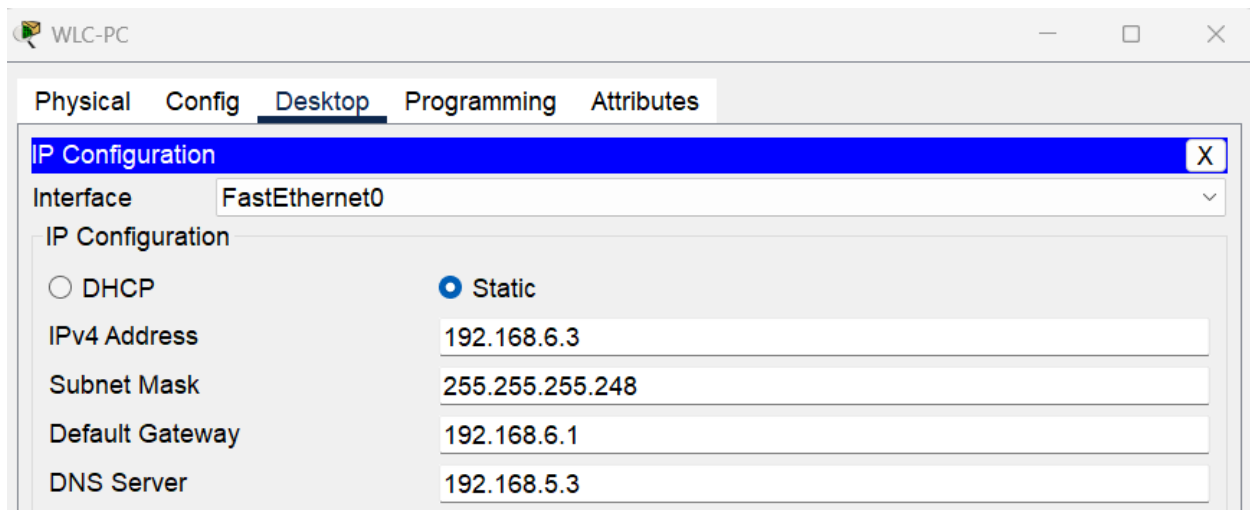 WLC-PC
Physical Config Desktop Programming Attributes
IP Configuration X
Interface FastEthernet0
IP Configuration
DHCP Static
IPv4 Address 192.168.6.3
Subnet Mask 255.255.255.248
Default Gateway 192.168.6.1
DNS Server 192.168.5.3